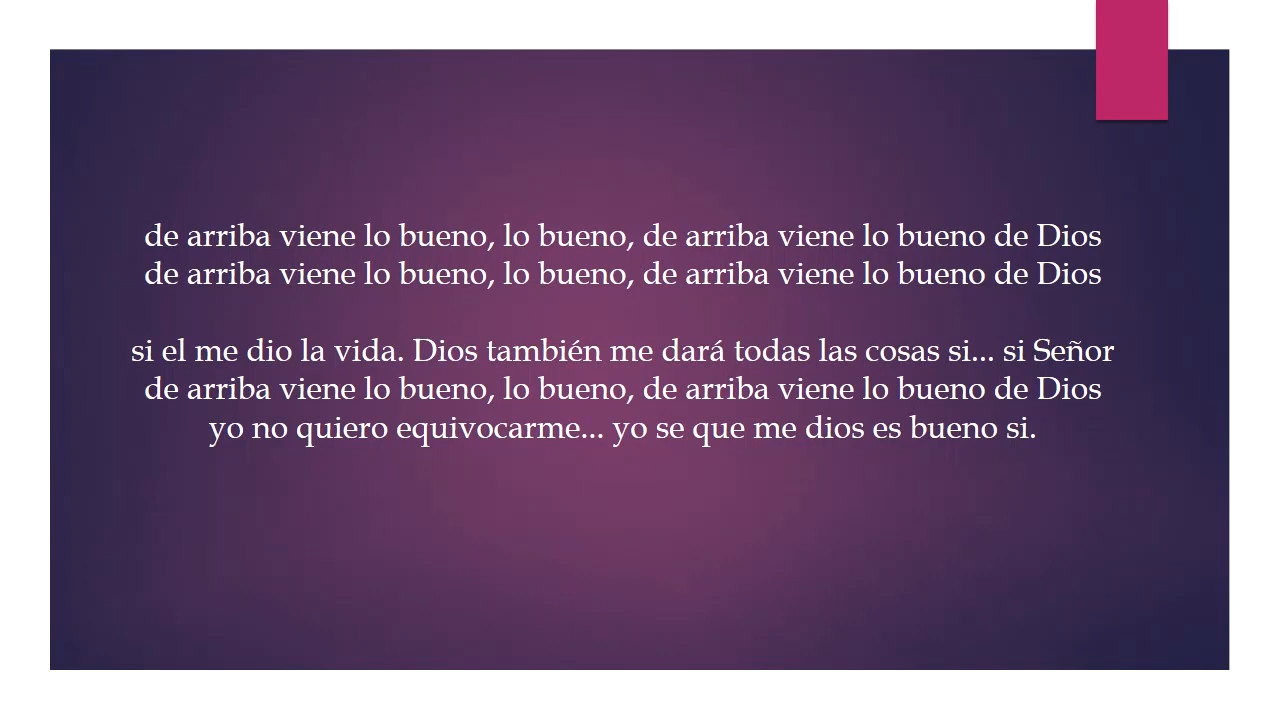 de arriba viene lo bueno, lo bueno, de arriba viene lo bueno de Dios
de arriba viene lo bueno, lo bueno, de arriba viene lo bueno de Dios
si el me dio la vida. Dios también me dará todas las cosas si... si Señor
de arriba viene lo bueno, lo bueno, de arriba viene lo bueno de Dios
yo no quiero equivocarme... yo se que me dios es bueno si.